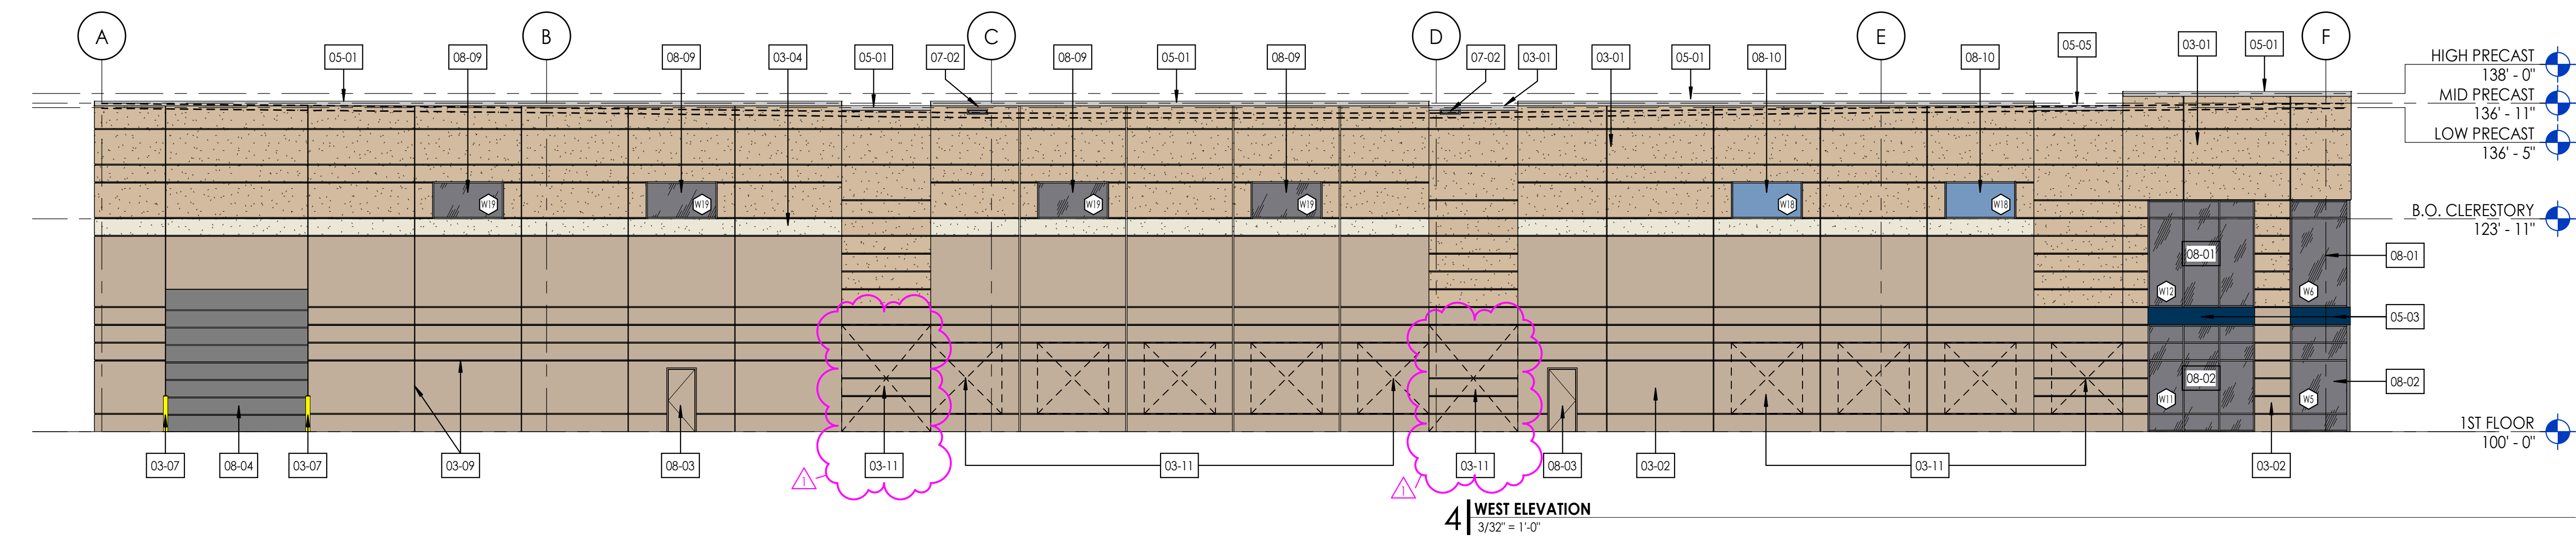 A
B
C
D
E
F
05-01
08-09
08-09
03-04
05-01
07-02
08-09
05-01
08-09
07-02
03-01
03-01
05-01
08-10
08-10
05-05
03-01
05-01
HIGH PRECAST
138' - 0"
MID PRECAST
136' - 11"
LOW PRECAST
136' - 5"
W19
W19
W19
W19
W18
W18
B.O. CLERESTORY
123' - 11"
08-01
08-01
W12
W6
05-03
08-02
08-02
W11
W5
1ST FLOOR
100' - 0"
03-07
08-04
03-07
03-09
08-03
03-11
03-11
03-11
08-03
03-02
03-11
03-02
1
1
4
WEST ELEVATION
3/32" = 1'-0"